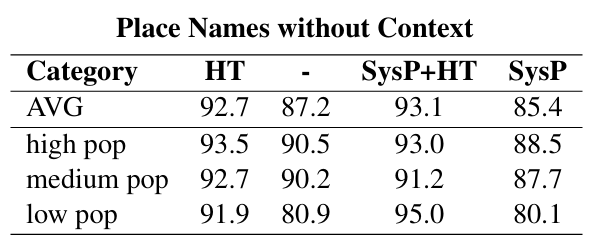 Place Names without Context
Category HT - SysP+HT SysP
AVG 92.7 87.2 93.1 85.4
high pop 93.5 90.5 93.0 88.5
medium pop 92.7 90.2 91.2 87.7
low pop 91.9 80.9 95.0 80.1